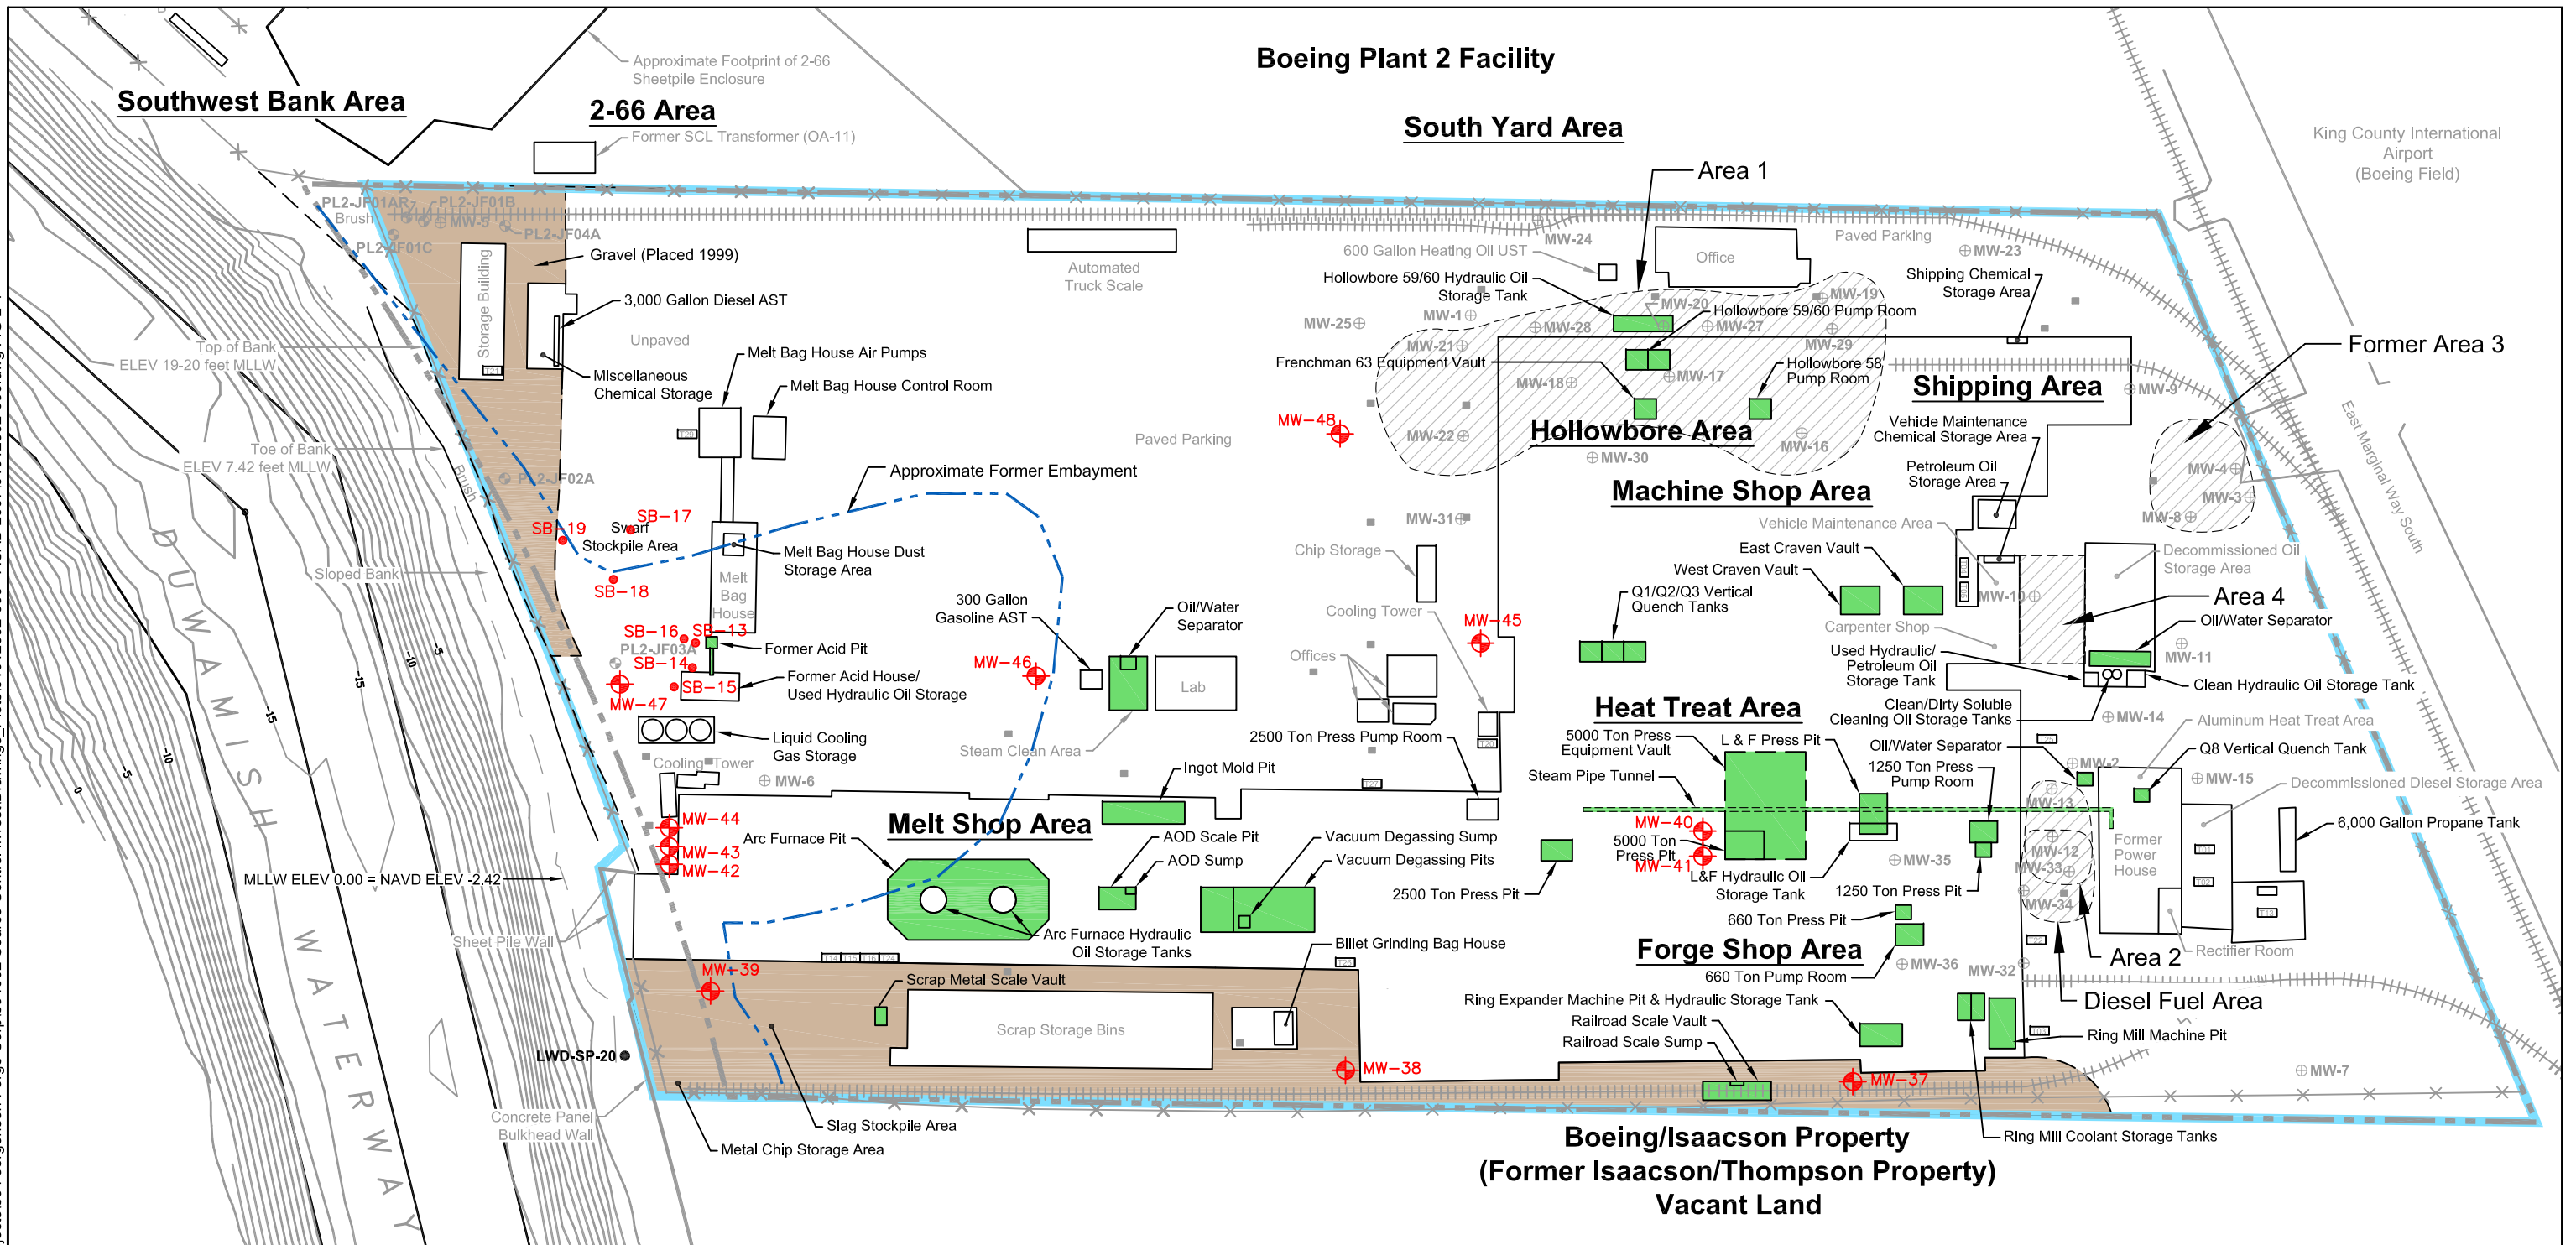 Boeing Plant 2 Facility
Approximate Footprint of 2-66
Sheetpile Enclosure
Southwest Bank Area
2-66 Area
Former SCL Transformer (OA-11)
South Yard Area
King County International
Airport
(Boeing Field)
Area 1
PL2-JF01AR
PL2-JF01B
Brush
MW-5
PL2-JF04A
PL2-JF01C
Gravel (Placed 1999)
Storage Building
3,000 Gallon Diesel AST
Unpaved
Top of Bank
ELEV 19-20 feet MLLW
Miscellaneous
Chemical Storage
Automated
Truck Scale
MW-24
600 Gallon Heating Oil UST
Office
Paved Parking
MW-23
Hollowbore 59/60 Hydraulic Oil
Storage Tank
Shipping Chemical
Storage Area
MW-20
MW-19
MW-1
MW-25
MW-28
MW-27
Hollowbore 59/60 Pump Room
MW-21
MW-29
Former Area 3
Frenchman 63 Equipment Vault
Hollowbore 58
Pump Room
MW-18
MW-17
Shipping Area
MW-9
Melt Bag House Air Pumps
Melt Bag House Control Room
MW-48
Paved Parking
MW-22
Hollowbore Area
MW-16
MW-30
Vehicle Maintenance
Chemical Storage Area
East Marginal Way South
Toe of Bank
ELEV 7.42 feet MLLW
Brush
PL2-JF02A
Approximate Former Embayment
Petroleum Oil
Storage Area
MW-4
MW-3
MW-8
Machine Shop Area
SB-19
SB-17
Swarf
Stockpile Area
SB-18
Melt Bag House Dust
Storage Area
Melt
Bag
House
MW-31
Chip Storage
Vehicle Maintenance Area
East Craven Vault
West Craven Vault
Decommissioned Oil
Storage Area
Sloped Bank
300 Gallon
Gasoline AST
Oil/Water
Separator
Cooling Tower
Q1/Q2/Q3 Vertical
Quench Tanks
MW-10
Area 4
Oil/Water Separator
Carpenter Shop
MW-45
SB-16
SB-13
PL2-JF03A
SB-14
SB-15
MW-47
Former Acid Pit
Former Acid House/
Used Hydraulic Oil Storage
MW-46
Lab
Offices
Used Hydraulic/
Petroleum Oil
Storage Tank
MW-11
Clean Hydraulic Oil Storage Tank
Clean/Dirty Soluble
Cleaning Oil Storage Tanks
MW-14
Aluminum Heat Treat Area
Liquid Cooling
Gas Storage
Steam Clean Area
2500 Ton Press Pump Room
Heat Treat Area
5000 Ton Press
Equipment Vault
L & F Press Pit
Oil/Water Separator
Q8 Vertical Quench Tank
Cooling Tower
MW-6
Ingot Mold Pit
Steam Pipe Tunnel
1250 Ton Press
Pump Room
MW-2
MW-15
Decommissioned Diesel Storage Area
MW-13
MW-44
MW-43
MW-42
Melt Shop Area
Arc Furnace Pit
AOD Scale Pit
AOD Sump
Vacuum Degassing Sump
Vacuum Degassing Pits
MW-40
5000 Ton
Press Pit
MW-41
MW-35
MW-12
MW-33
Former
Power
House
6,000 Gallon Propane Tank
MLLW ELEV 0.00 = NAVD ELEV -2.42
2500 Ton Press Pit
L&F Hydraulic Oil
Storage Tank
1250 Ton Press Pit
MW-34
660 Ton Press Pit
Sheet Pile Wall
Arc Furnace Hydraulic
Oil Storage Tanks
Billet Grinding Bag House
Forge Shop Area
660 Ton Pump Room
MW-36
MW-32
Area 2
Rectifier Room
MW-39
Scrap Metal Scale Vault
Scrap Storage Bins
Ring Expander Machine Pit & Hydraulic Storage Tank
Railroad Scale Vault
Railroad Scale Sump
Diesel Fuel Area
Ring Mill Machine Pit
LWD-SP-20
MW-38
MW-37
MW-7
Concrete Panel
Bulkhead Wall
Slag Stockpile Area
Metal Chip Storage Area
Ring Mill Coolant Storage Tanks
Boeing/Isaacson Property
(Former Isaacson/Thompson Property)
Vacant Land
DUWAMISH WATERWAY
0
-5
-10
-15
-15
-10
-5